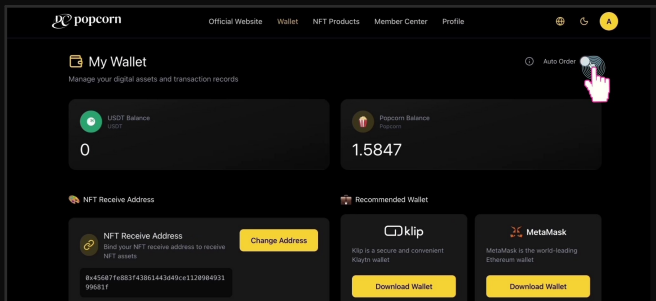 popcorn
Official Website Wallet NFT Products Member Center Profile
A
My Wallet
Auto Order
Manage your digital assets and transaction records
USDT Balance
USDT
0
Popcorn Balance
Popcorn
1.5847
NFT Receive Address
Recommended Wallet
NFT Receive Address
Bind your NFT receive address to receive
NFT assets
Change Address
0x45607fe883f43861443d49ce1120904931
99681f
klip
Klip is a secure and convenient
Klaytn wallet
Download Wallet
MetaMask
MetaMask is the world-leading
Ethereum wallet
Download Wallet